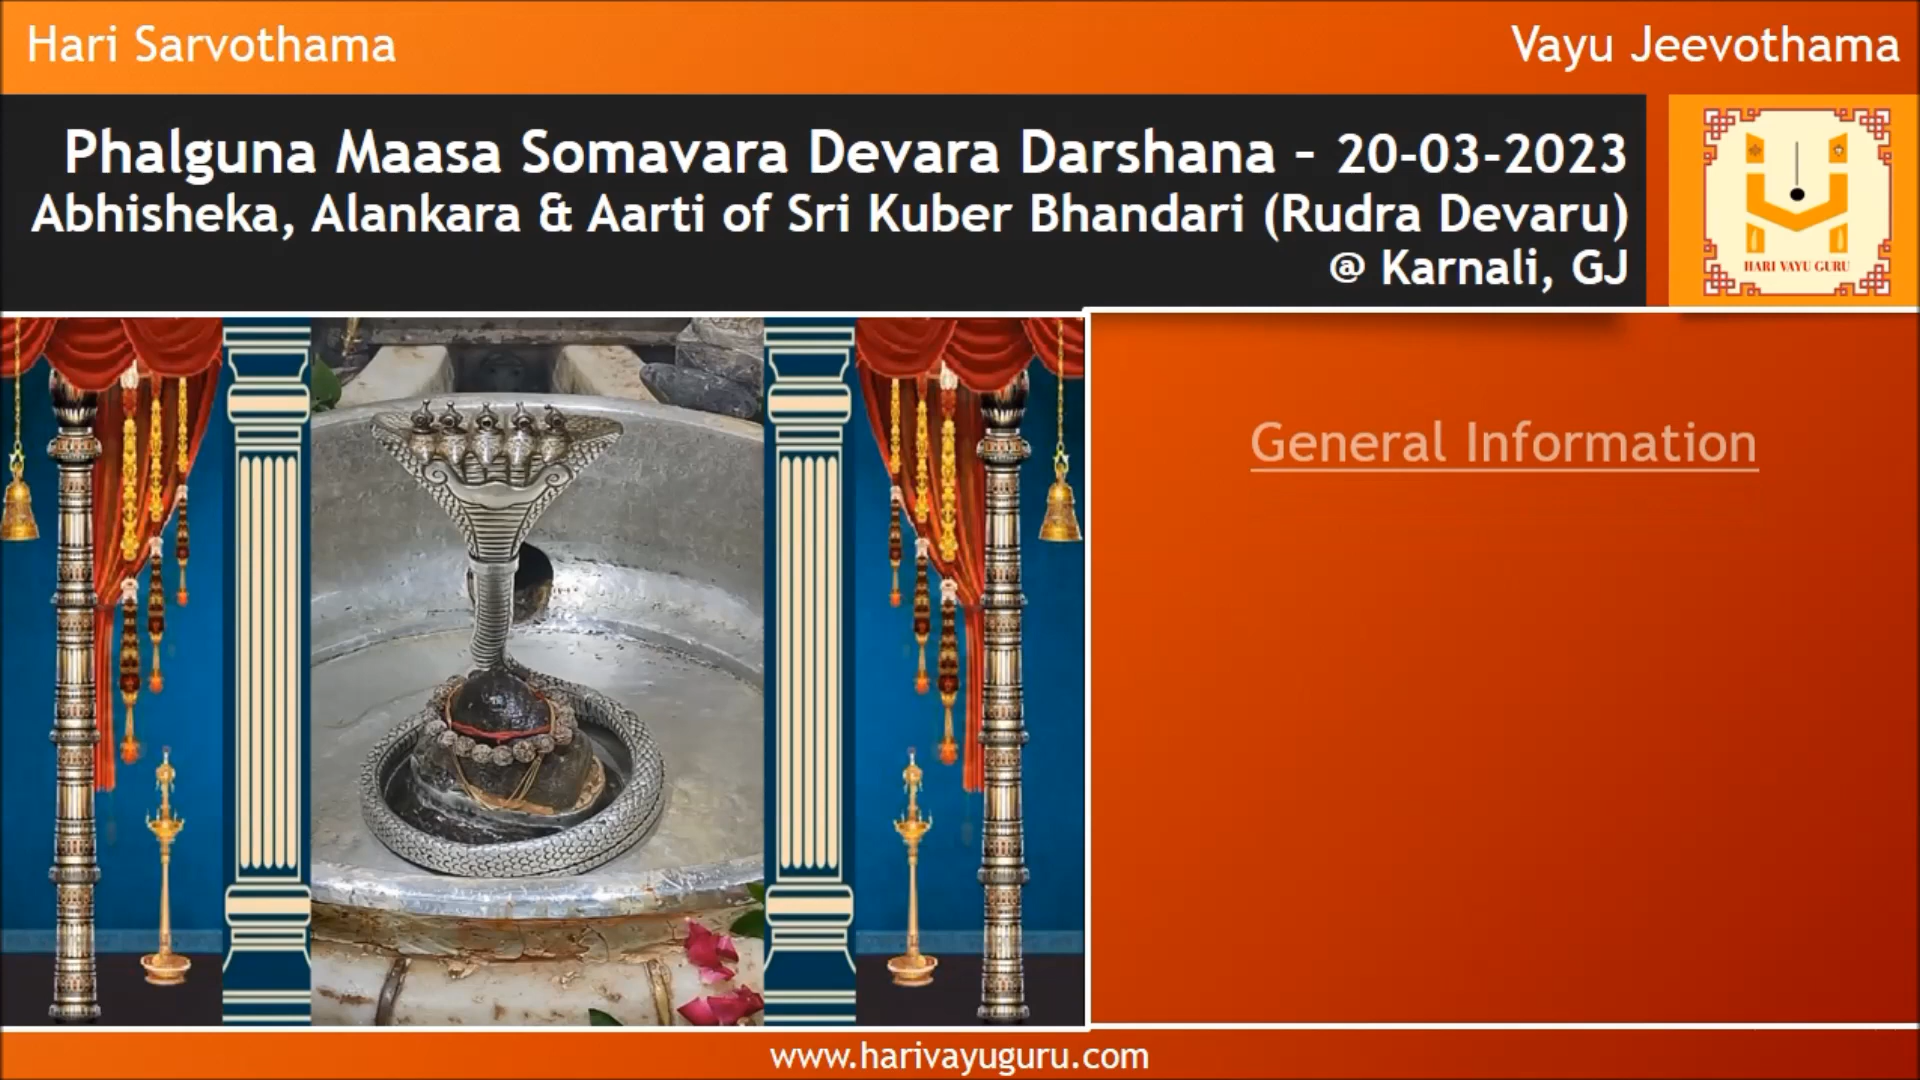 Hari Sarvothama
Vayu Jeevothama
Phalguna Maasa Somavara Devara Darshana – 20-03-2023
Abhisheka, Alankara & Aarti of Sri Kuber Bhandari (Rudra Devaru)
@ Karnali, GJ
HARI VAYU GURU
General Information
www.harivayuguru.com